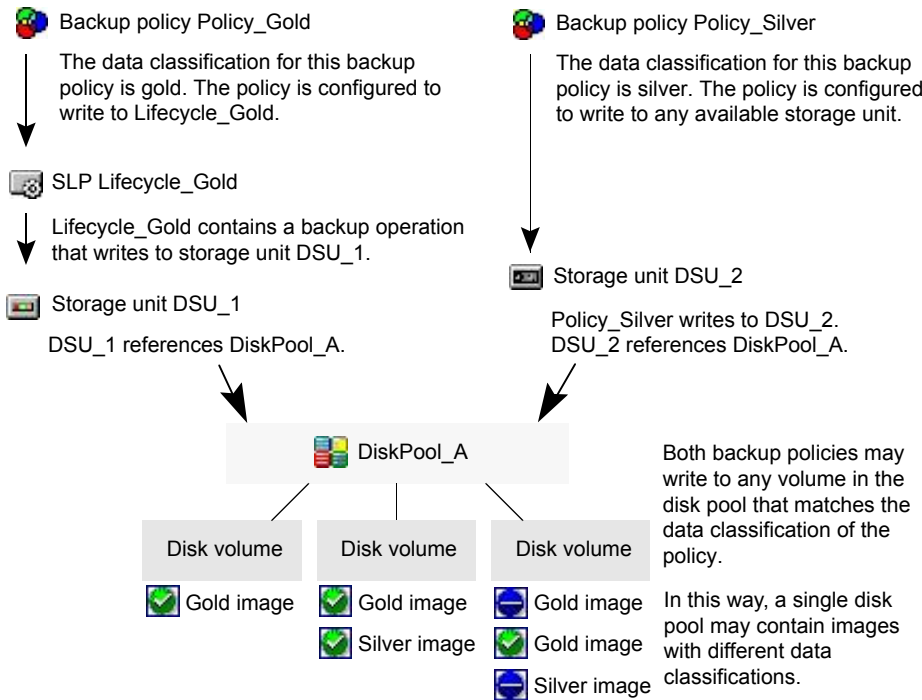 Backup policy Policy_Gold
The data classification for this backup
policy is gold. The policy is configured to
write to Lifecycle_Gold.
SLP Lifecycle_Gold
Lifecycle_Gold contains a backup operation
that writes to storage unit DSU_1.
Storage unit DSU_1
DSU_1 references DiskPool_A.
Backup policy Policy_Silver
The data classification for this backup
policy is silver. The policy is configured
to write to any available storage unit.
Storage unit DSU_2
Policy_Silver writes to DSU_2.
DSU_2 references DiskPool_A.
DiskPool_A
Disk volume
Gold image
Disk volume
Gold image
Silver image
Disk volume
Gold image
Gold image
Silver image
Both backup policies may
write to any volume in the
disk pool that matches the
data classification of the
policy.
In this way, a single disk
pool may contain images
with different data
classifications.